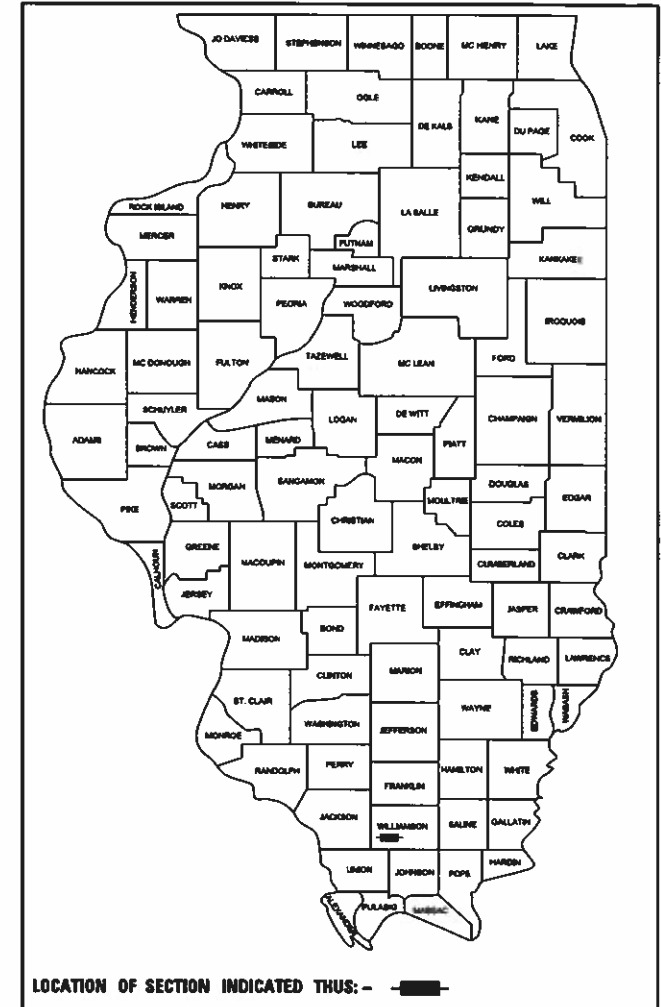 JO DAVIESS STEPHENSON WINNEBAGO BOONE MC HENRY LAKE
CARROLL OGLE DE KALB KANE DU PAGE COOK
WHITESIDE LEE
KENDALL WILL
ROCK ISLAND HENRY BUREAU LA SALLE GRUNDY
MERCER PUTNAM
STARK MARSHALL KANKAKEE
HENDERSON WARREN KNOX PEORIA WOODFORD LIVINGSTON IROQUOIS
HANCOCK MC DONOUGH FULTON TAZEWELL MC LEAN FORD
SCHUYLER MASON LOGAN DE WITT CHAMPAIGN VERMILION
ADAMS BROWN CASS MENARD MACON PIATT
PIKE SCOTT MORGAN SANGAMON MOULTRIE DOUGLAS EDGAR
CHRISTIAN COLES
CALHOUN GREENE MACOUPIN MONTGOMERY SHELBY CUMBERLAND CLARK
JERSEY FAYETTE EFFINGHAM JASPER CRAWFORD
MADISON BOND CLAY RICHLAND LAWRENCE
CLINTON MARION
ST. CLAIR WASHINGTON JEFFERSON WAYNE EDWARDS WABASH
MONROE
RANDOLPH PERRY FRANKLIN HAMILTON WHITE
JACKSON WILLIAMSON SALINE GALLATIN
UNION JOHNSON POPE HARDIN
ALEXANDER PULASKI MASSAC
LOCATION OF SECTION INDICATED THUS: -